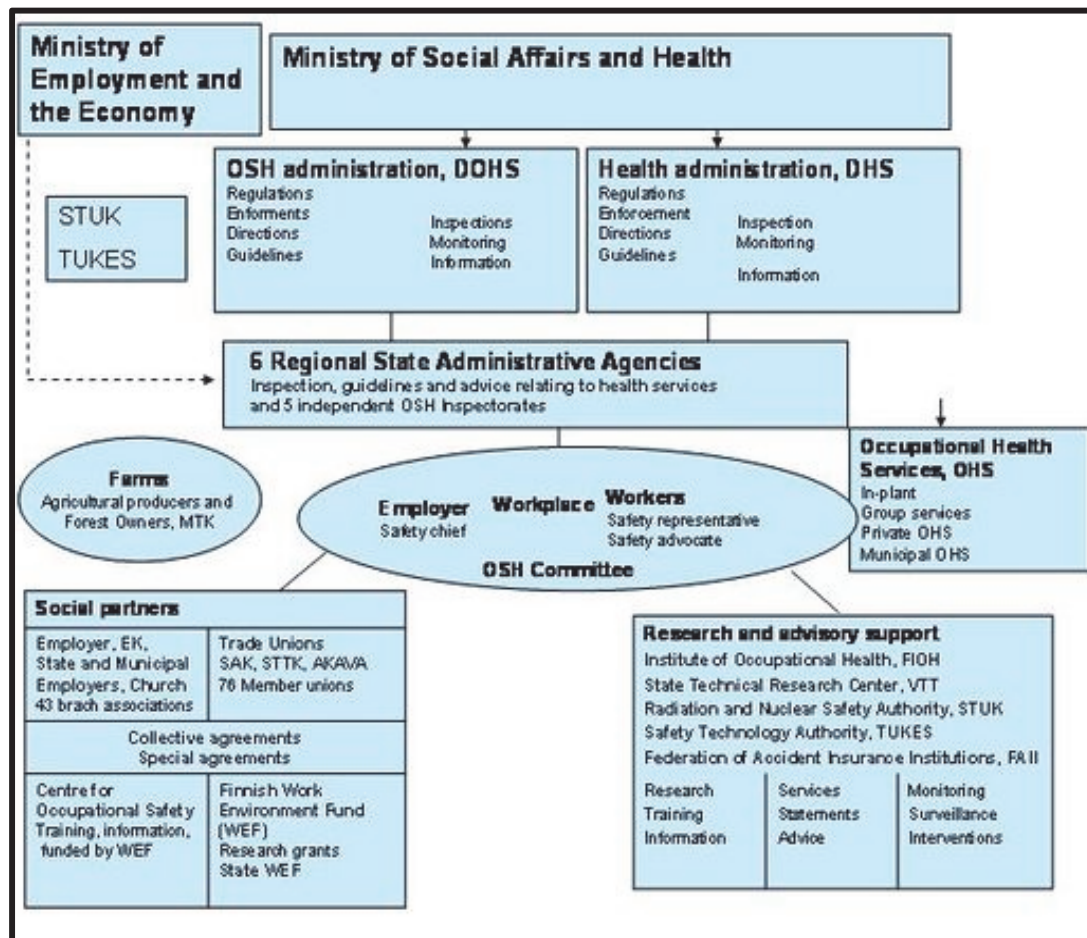 Ministry of
Employment and
the Economy
Ministry of Social Affairs and Health
STUK
TUKES
OSH administration, DOHS
Regulations
Enforments
Directions
Guidelines
Inspections
Monitoring
Information
Health administration, DHS
Regulations
Enforcement
Directions
Guidelines
Inspection
Monitoring
Information
6 Regional State Administrative Agencies
Inspection, guidelines and advice relating to health services
and 5 independent OSH Inspectorates
Farms
Agricultural producers and
Forest Owners, MTK
Employer
Safety chief
Workplace
Workers
Safety representative
Safety advocate
OSH Committee
Occupational Health
Services, OHS
In-plant
Group services
Private OHS
Municipal OHS
Social partners
Employer, EK,
State and Municipal
Employers, Church
43 brach associations
Trade Unions
SAK, STTK, AKAVA
76 Member unions
Collective agreements
Special agreements
Centre for
Occupational Safety
Training, information,
funded by WEF
Finnish Work
Environment Fund
(WEF)
Research grants
State WEF
Research and advisory support
Institute of Occupational Health, FIOH
State Technical Research Center, VTT
Radiation and Nuclear Safety Authority, STUK
Safety Technology Authority, TUKES
Federation of Accident Insurance Institutions, FAII
Research
Training
Information
Services
Statements
Advice
Monitoring
Surveillance
Interventions